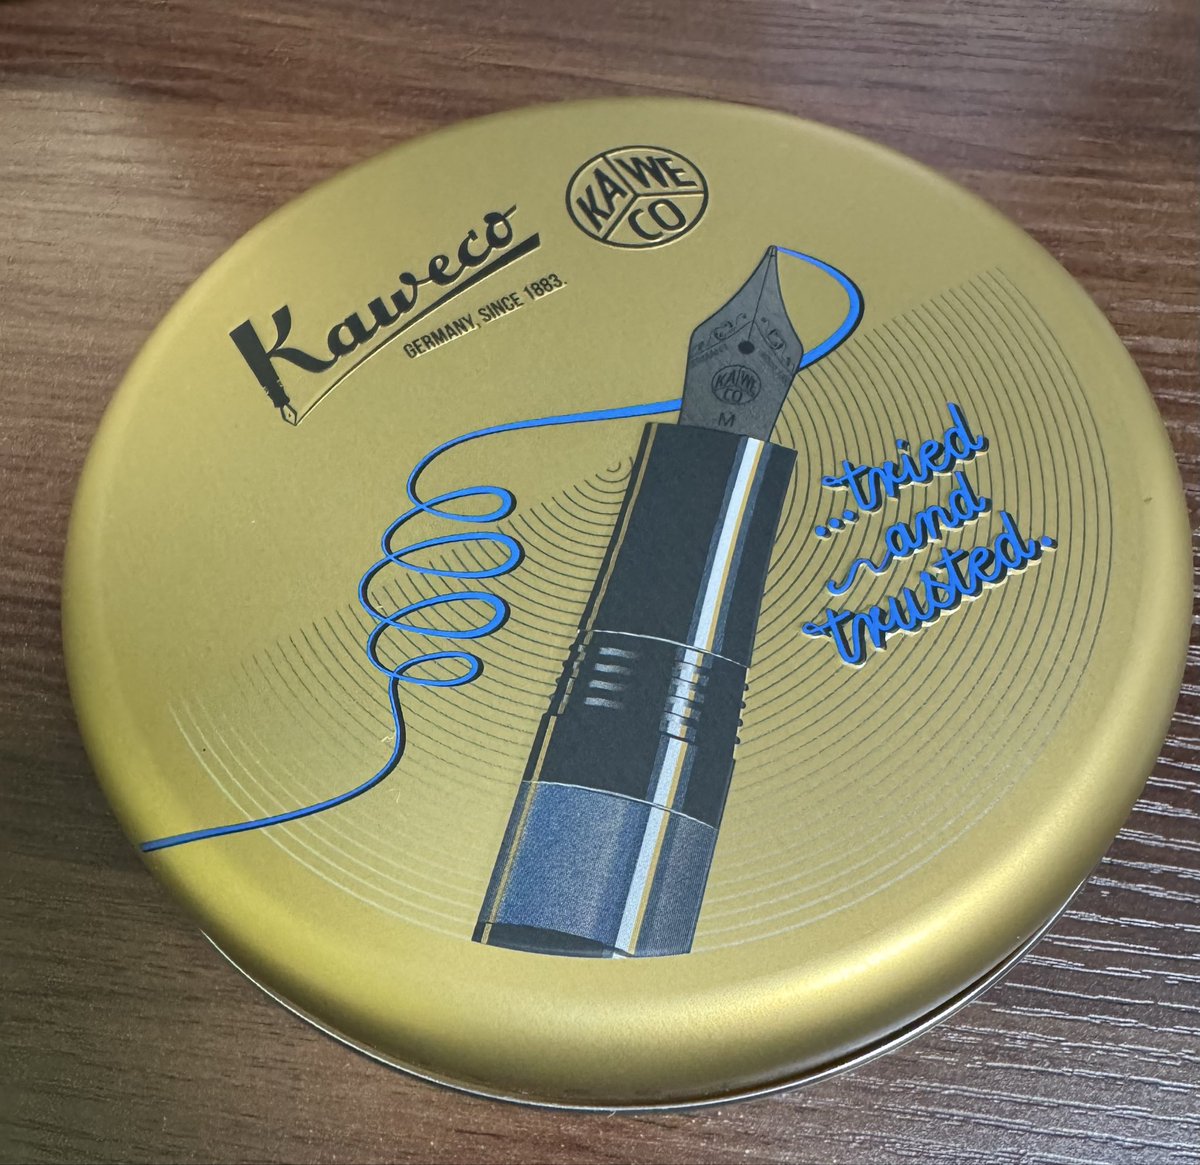 Kaweco
GERMANY, SINCE 1883.
KA WE
CO
KA WE
CO
M
...tried
and
trusted.